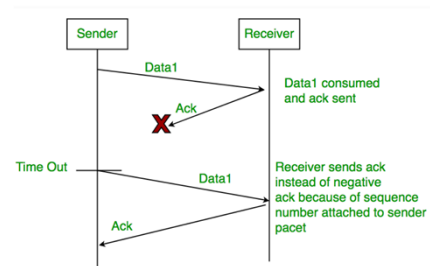 Sender
Receiver
Data1
Data1 consumed
and ack sent
Ack
X
Time Out
Data1
Receiver sends ack
instead of negative
ack because of sequence
number attached to sender
pacet
Ack